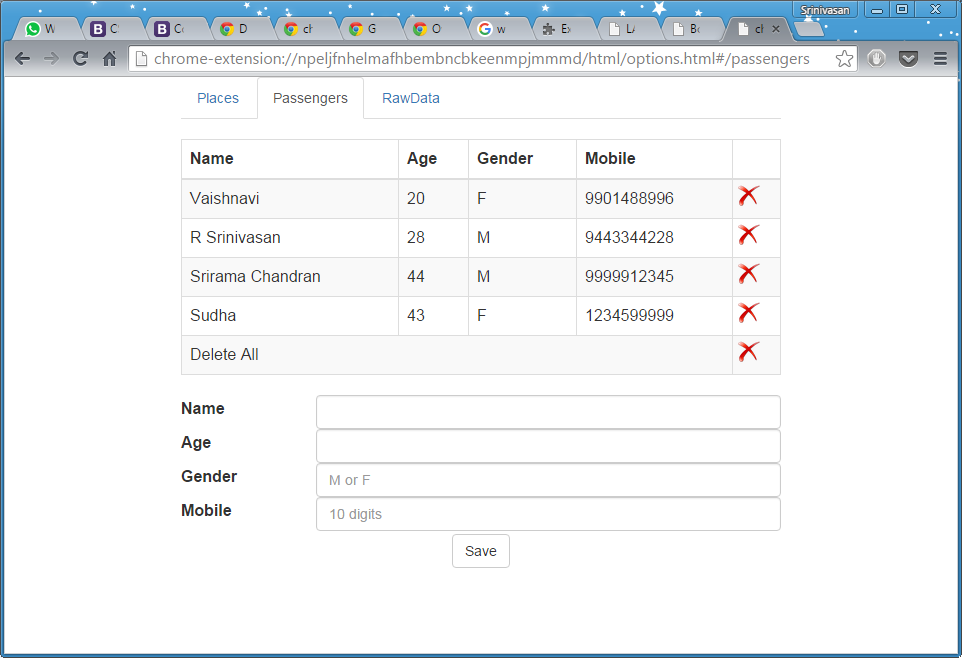 Srinivasan
W C Co D ch G O w Ex LA Bo ch
chrome-extension://npeljfnhelmafhbembncbkeenmpjmmmd/html/options.html#/passengers
Places Passengers RawData
Name Age Gender Mobile
Vaishnavi 20 F 9901488996
R Srinivasan 28 M 9443344228
Srirama Chandran 44 M 9999912345
Sudha 43 F 1234599999
Delete All
Name
Age
Gender M or F
Mobile 10 digits
Save